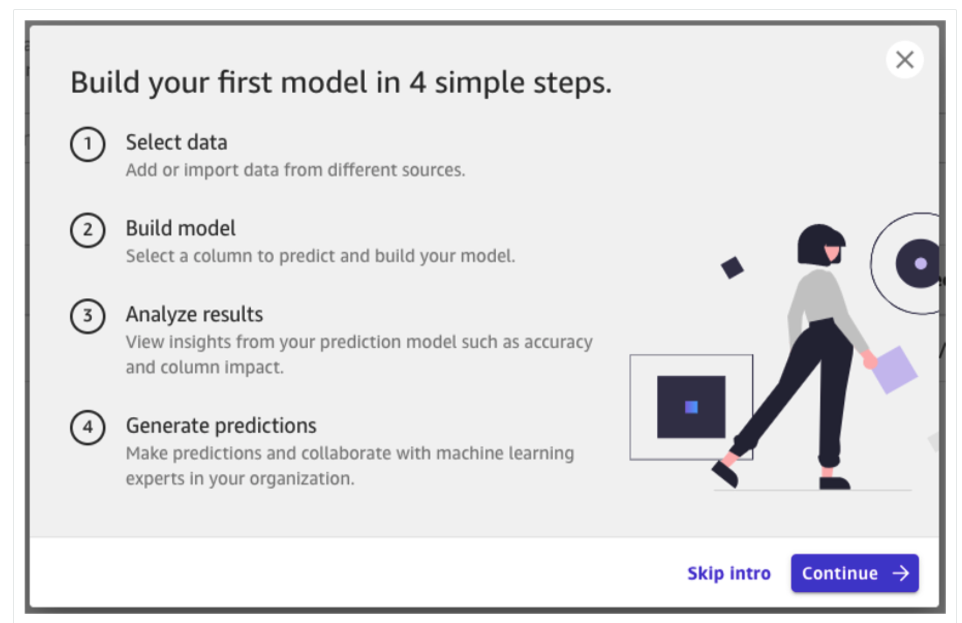 Build your first model in 4 simple steps.
1
Select data
Add or import data from different sources.
2
Build model
Select a column to predict and build your model.
3
Analyze results
View insights from your prediction model such as accuracy
and column impact.
4
Generate predictions
Make predictions and collaborate with machine learning
experts in your organization.
Skip intro
Continue